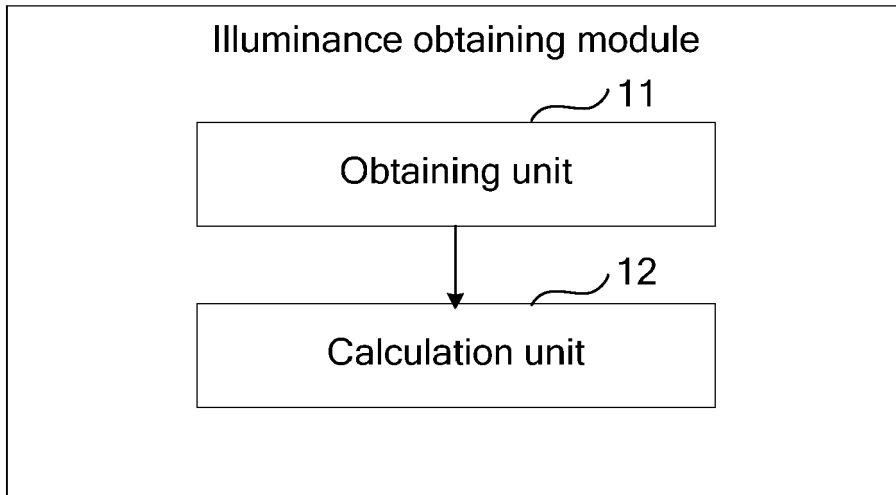 Illuminance obtaining module
11
Obtaining unit
12
Calculation unit